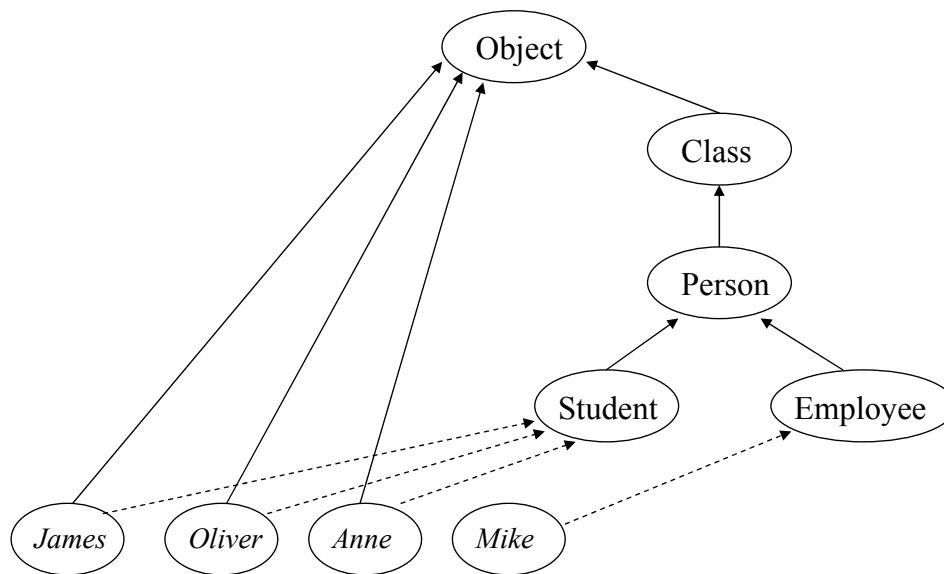 Object
Class
Person
Student
Employee
James
Oliver
Anne
Mike